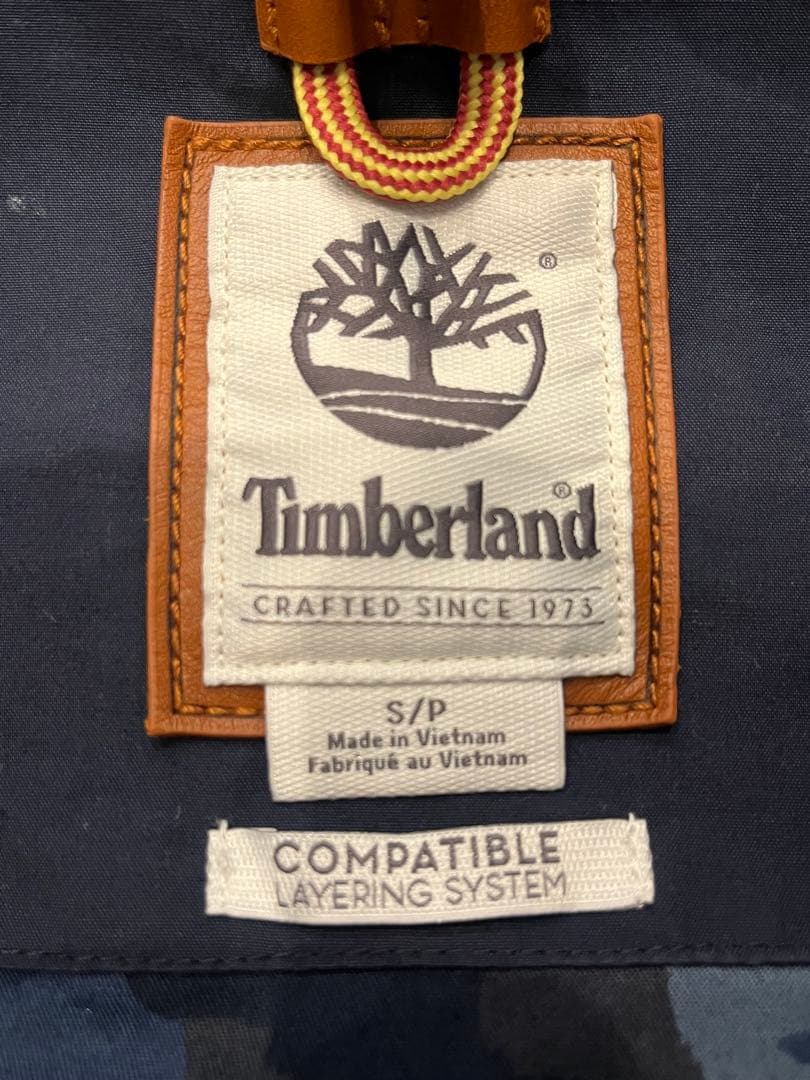 ®
Timberland®
CRAFTED SINCE 1973
S/P
Made in Vietnam
Fabriqué au Vietnam
COMPATIBLE
LAYERING SYSTEM